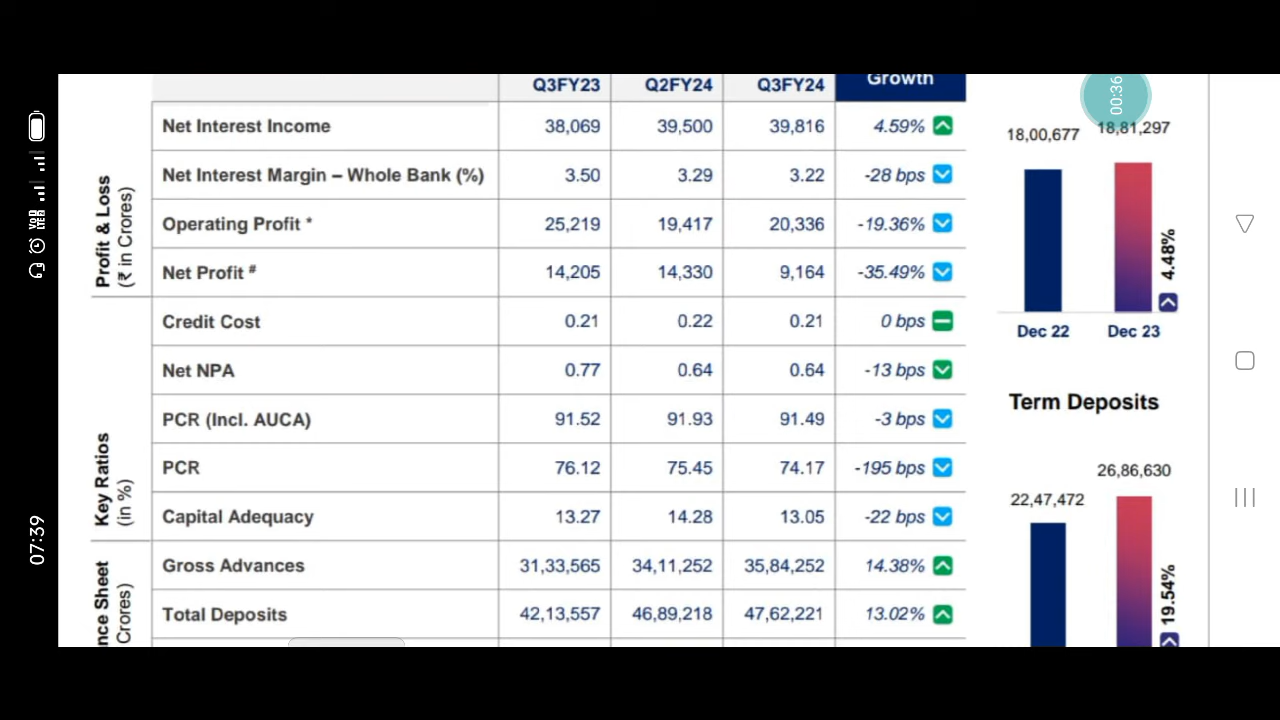 Q3FY23 Q2FY24 Q3FY24 Growth
Profit & Loss
(₹ in Crores)
Net Interest Income 38,069 39,500 39,816 4.59%
Net Interest Margin – Whole Bank (%) 3.50 3.29 3.22 -28 bps
Operating Profit * 25,219 19,417 20,336 -19.36%
Net Profit # 14,205 14,330 9,164 -35.49%
Key Ratios
(in %)
Credit Cost 0.21 0.22 0.21 0 bps
Net NPA 0.77 0.64 0.64 -13 bps
PCR (Incl. AUCA) 91.52 91.93 91.49 -3 bps
PCR 76.12 75.45 74.17 -195 bps
Capital Adequacy 13.27 14.28 13.05 -22 bps
nce Sheet
Crores)
Gross Advances 31,33,565 34,11,252 35,84,252 14.38%
Total Deposits 42,13,557 46,89,218 47,62,221 13.02%
00:36
18,00,677 18,81,297
4.48%
Dec 22 Dec 23
Term Deposits
22,47,472 26,86,630
19.54%
VoD
LTE
07:39